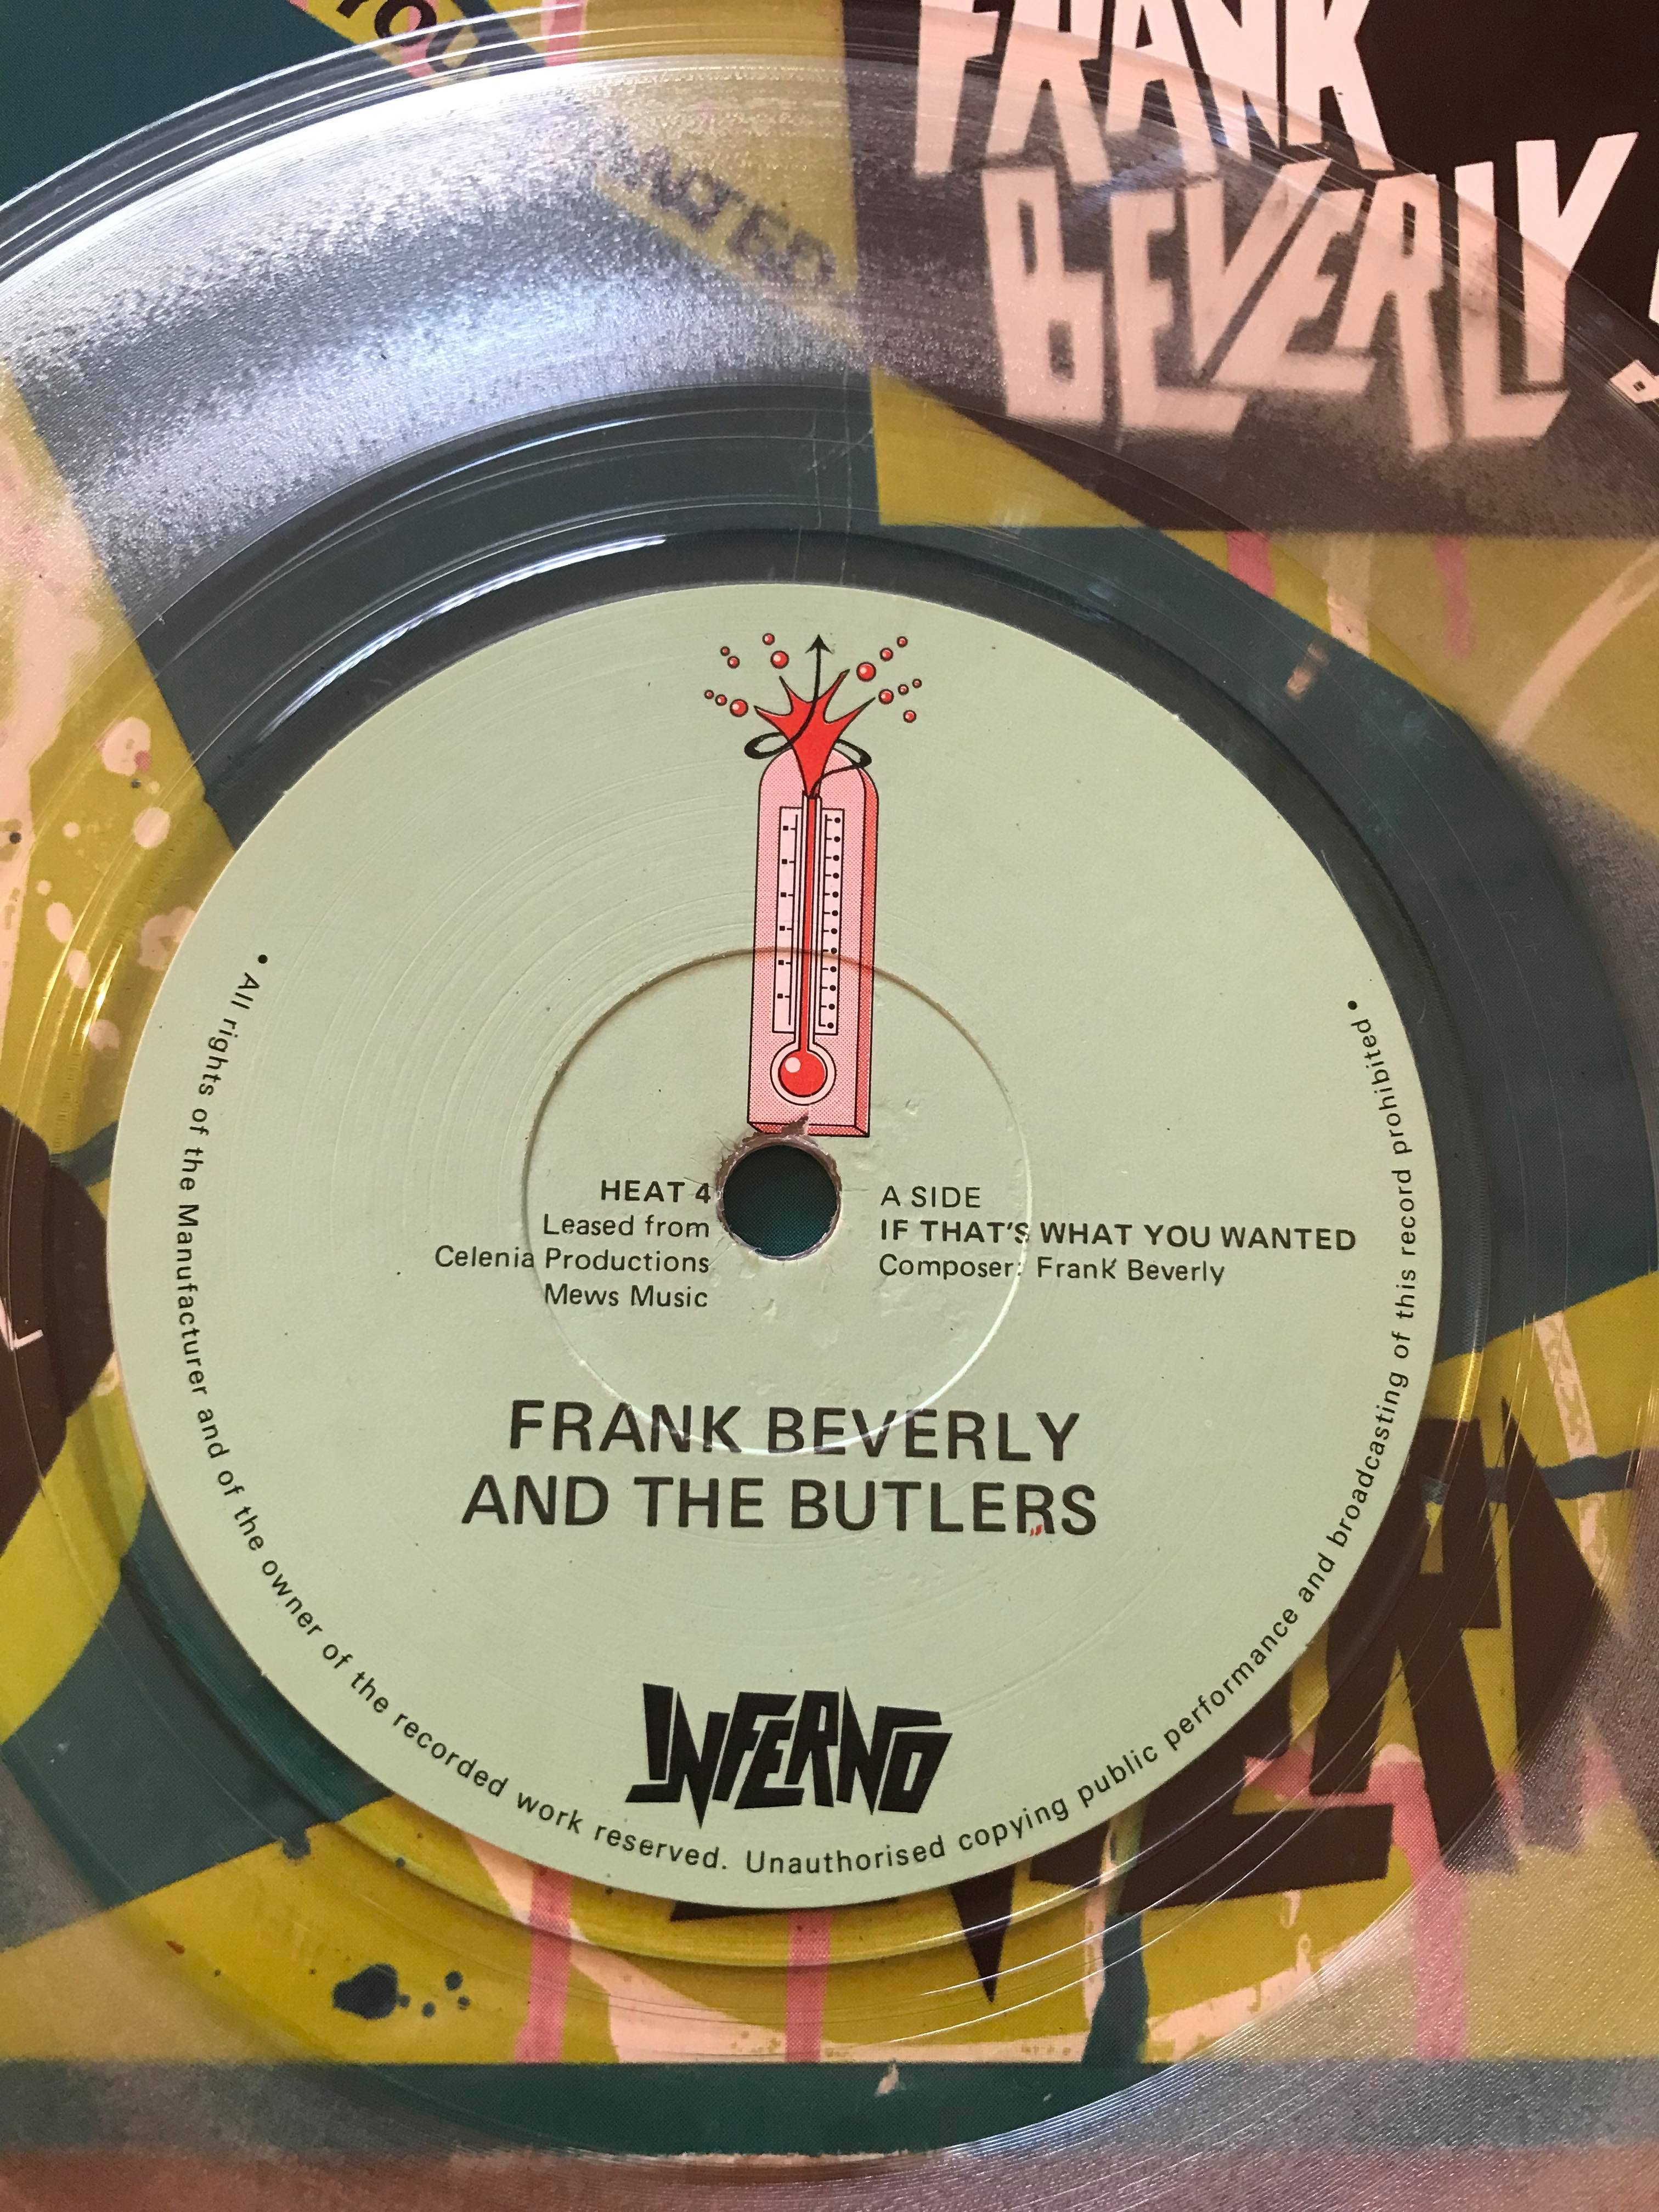 YOU
WANTED
FRANK
BEVERLY
HEAT 4
Leased from
Celenia Productions
Mews Music
A SIDE
IF THAT'S WHAT YOU WANTED
Composer: Frank Beverly
FRANK BEVERLY
AND THE BUTLERS
INFERNO
• All rights of the Manufacturer and of the owner of the recorded work reserved. Unauthorised copying public performance and broadcasting of this record prohibited •